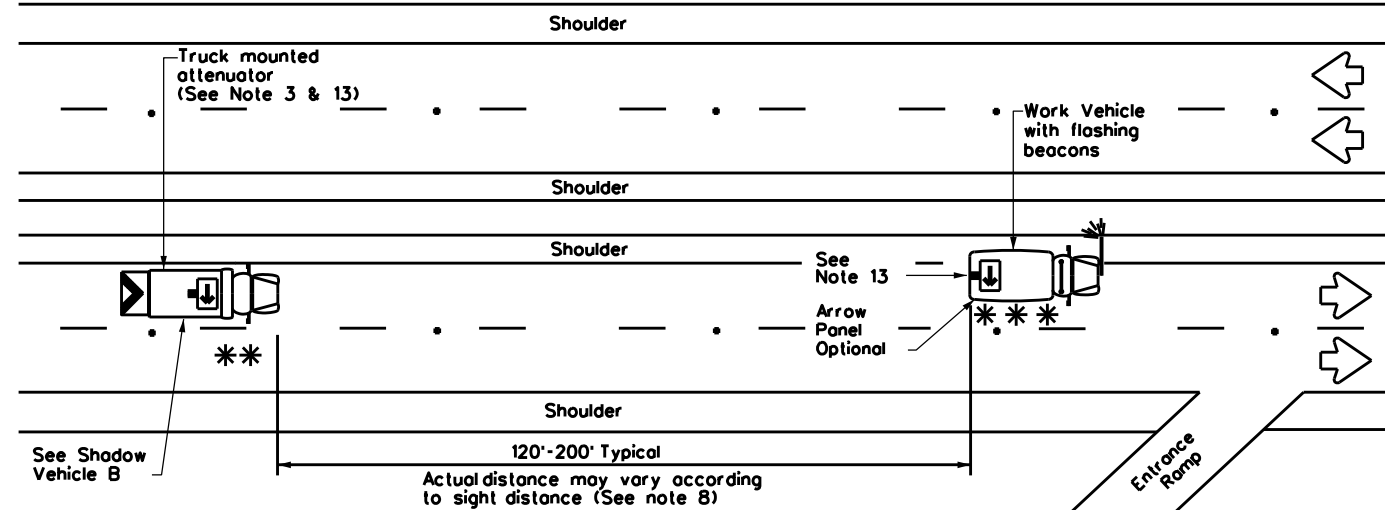 Shoulder
Truck mounted
attenuator
(See Note 3 & 13)
Work Vehicle
with flashing
beacons
Shoulder
Shoulder
See
Note 13
Arrow
Panel
Optional
Shoulder
See Shadow
Vehicle B
120'-200' Typical
Actual distance may vary according
to sight distance (See note 8)
Entrance
Ramp